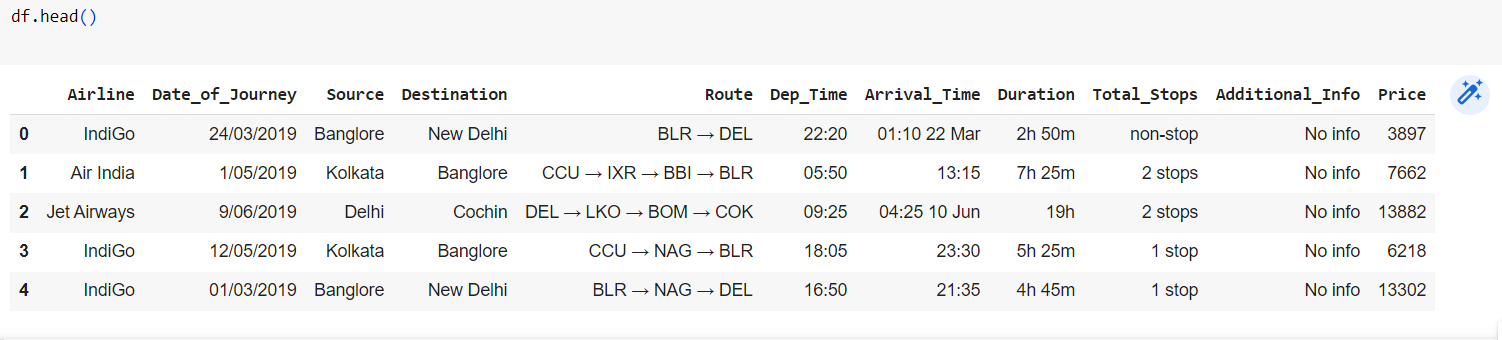 df.head()
Airline Date_of_Journey Source Destination Route Dep_Time Arrival_Time Duration Total_Stops Additional_Info Price
0 IndiGo 24/03/2019 Banglore New Delhi BLR → DEL 22:20 01:10 22 Mar 2h 50m non-stop No info 3897
1 Air India 1/05/2019 Kolkata Banglore CCU → IXR → BBI → BLR 05:50 13:15 7h 25m 2 stops No info 7662
2 Jet Airways 9/06/2019 Delhi Cochin DEL → LKO → BOM → COK 09:25 04:25 10 Jun 19h 2 stops No info 13882
3 IndiGo 12/05/2019 Kolkata Banglore CCU → NAG → BLR 18:05 23:30 5h 25m 1 stop No info 6218
4 IndiGo 01/03/2019 Banglore New Delhi BLR → NAG → DEL 16:50 21:35 4h 45m 1 stop No info 13302